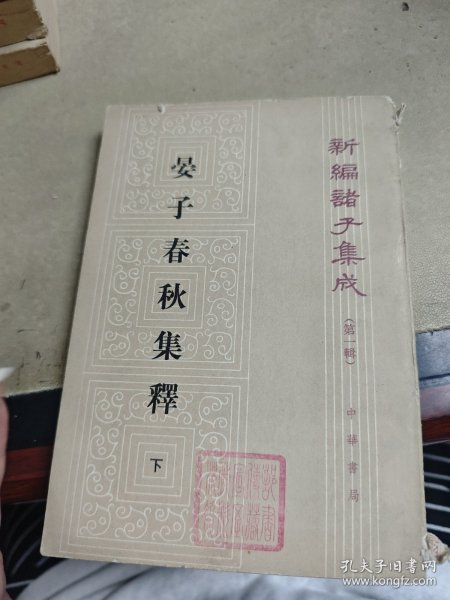 新編諸子集成
(第一輯)
中華書局
晏子春秋集釋
下
孔夫子旧书网
www.kongfz.com